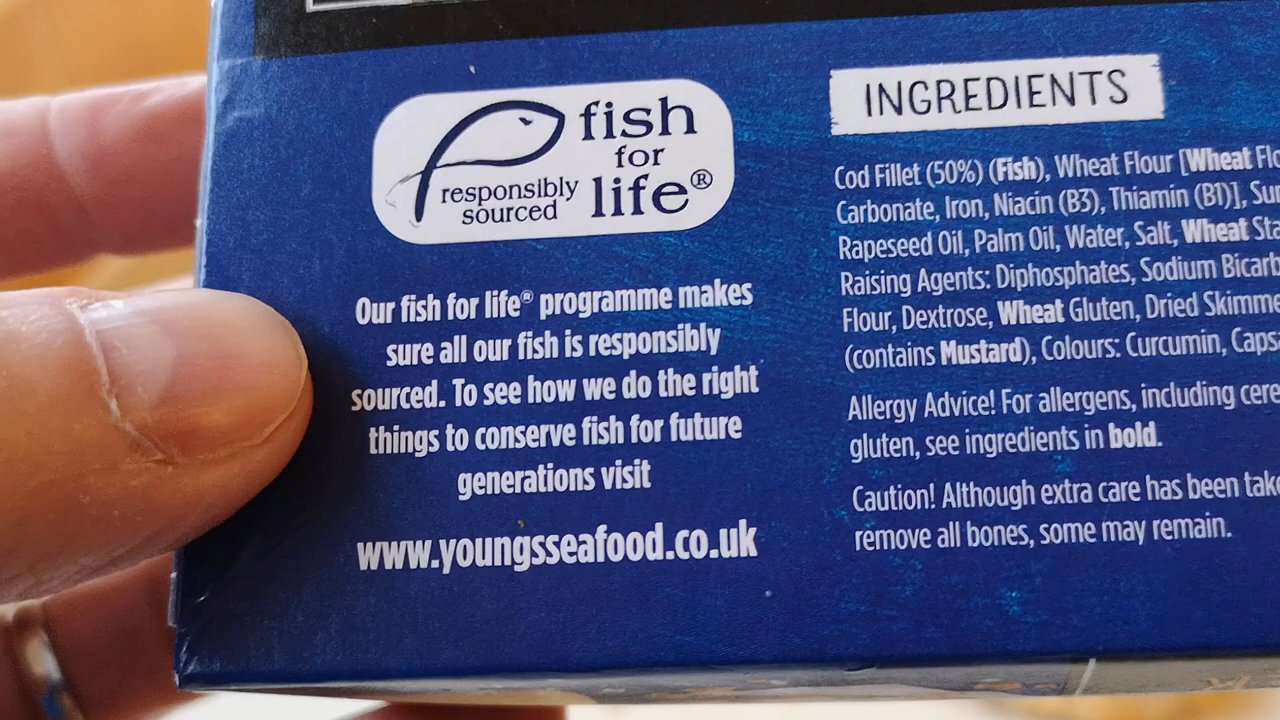 fish
for
responsibly life®
sourced
Our fish for life® programme makes
sure all our fish is responsibly
sourced. To see how we do the right
things to conserve fish for future
generations visit
www.youngsseafood.co.uk
INGREDIENTS
Cod Fillet (50%) (Fish), Wheat Flour [Wheat
Carbonate, Iron, Niacin (B3), Thiamin (B1)],
Rapeseed Oil, Palm Oil, Water, Salt, Wheat
Raising Agents: Diphosphates, Sodium
Flour, Dextrose, Wheat Gluten, Dried
(contains Mustard), Colours: Curcumin,
Allergy Advice! For allergens, including
gluten, see ingredients in bold.
Caution! Although extra care has been
remove all bones, some may remain.